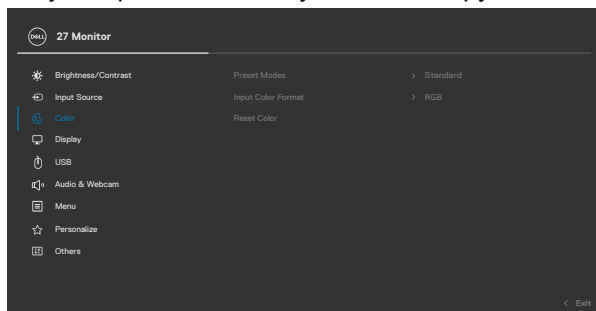 DELL 27 Monitor
Brightness/Contrast Preset Modes > Standard
Input Source Input Color Format > RGB
Color Reset Color
Display
USB
Audio & Webcam
Menu
Personalize
Others
< Exit